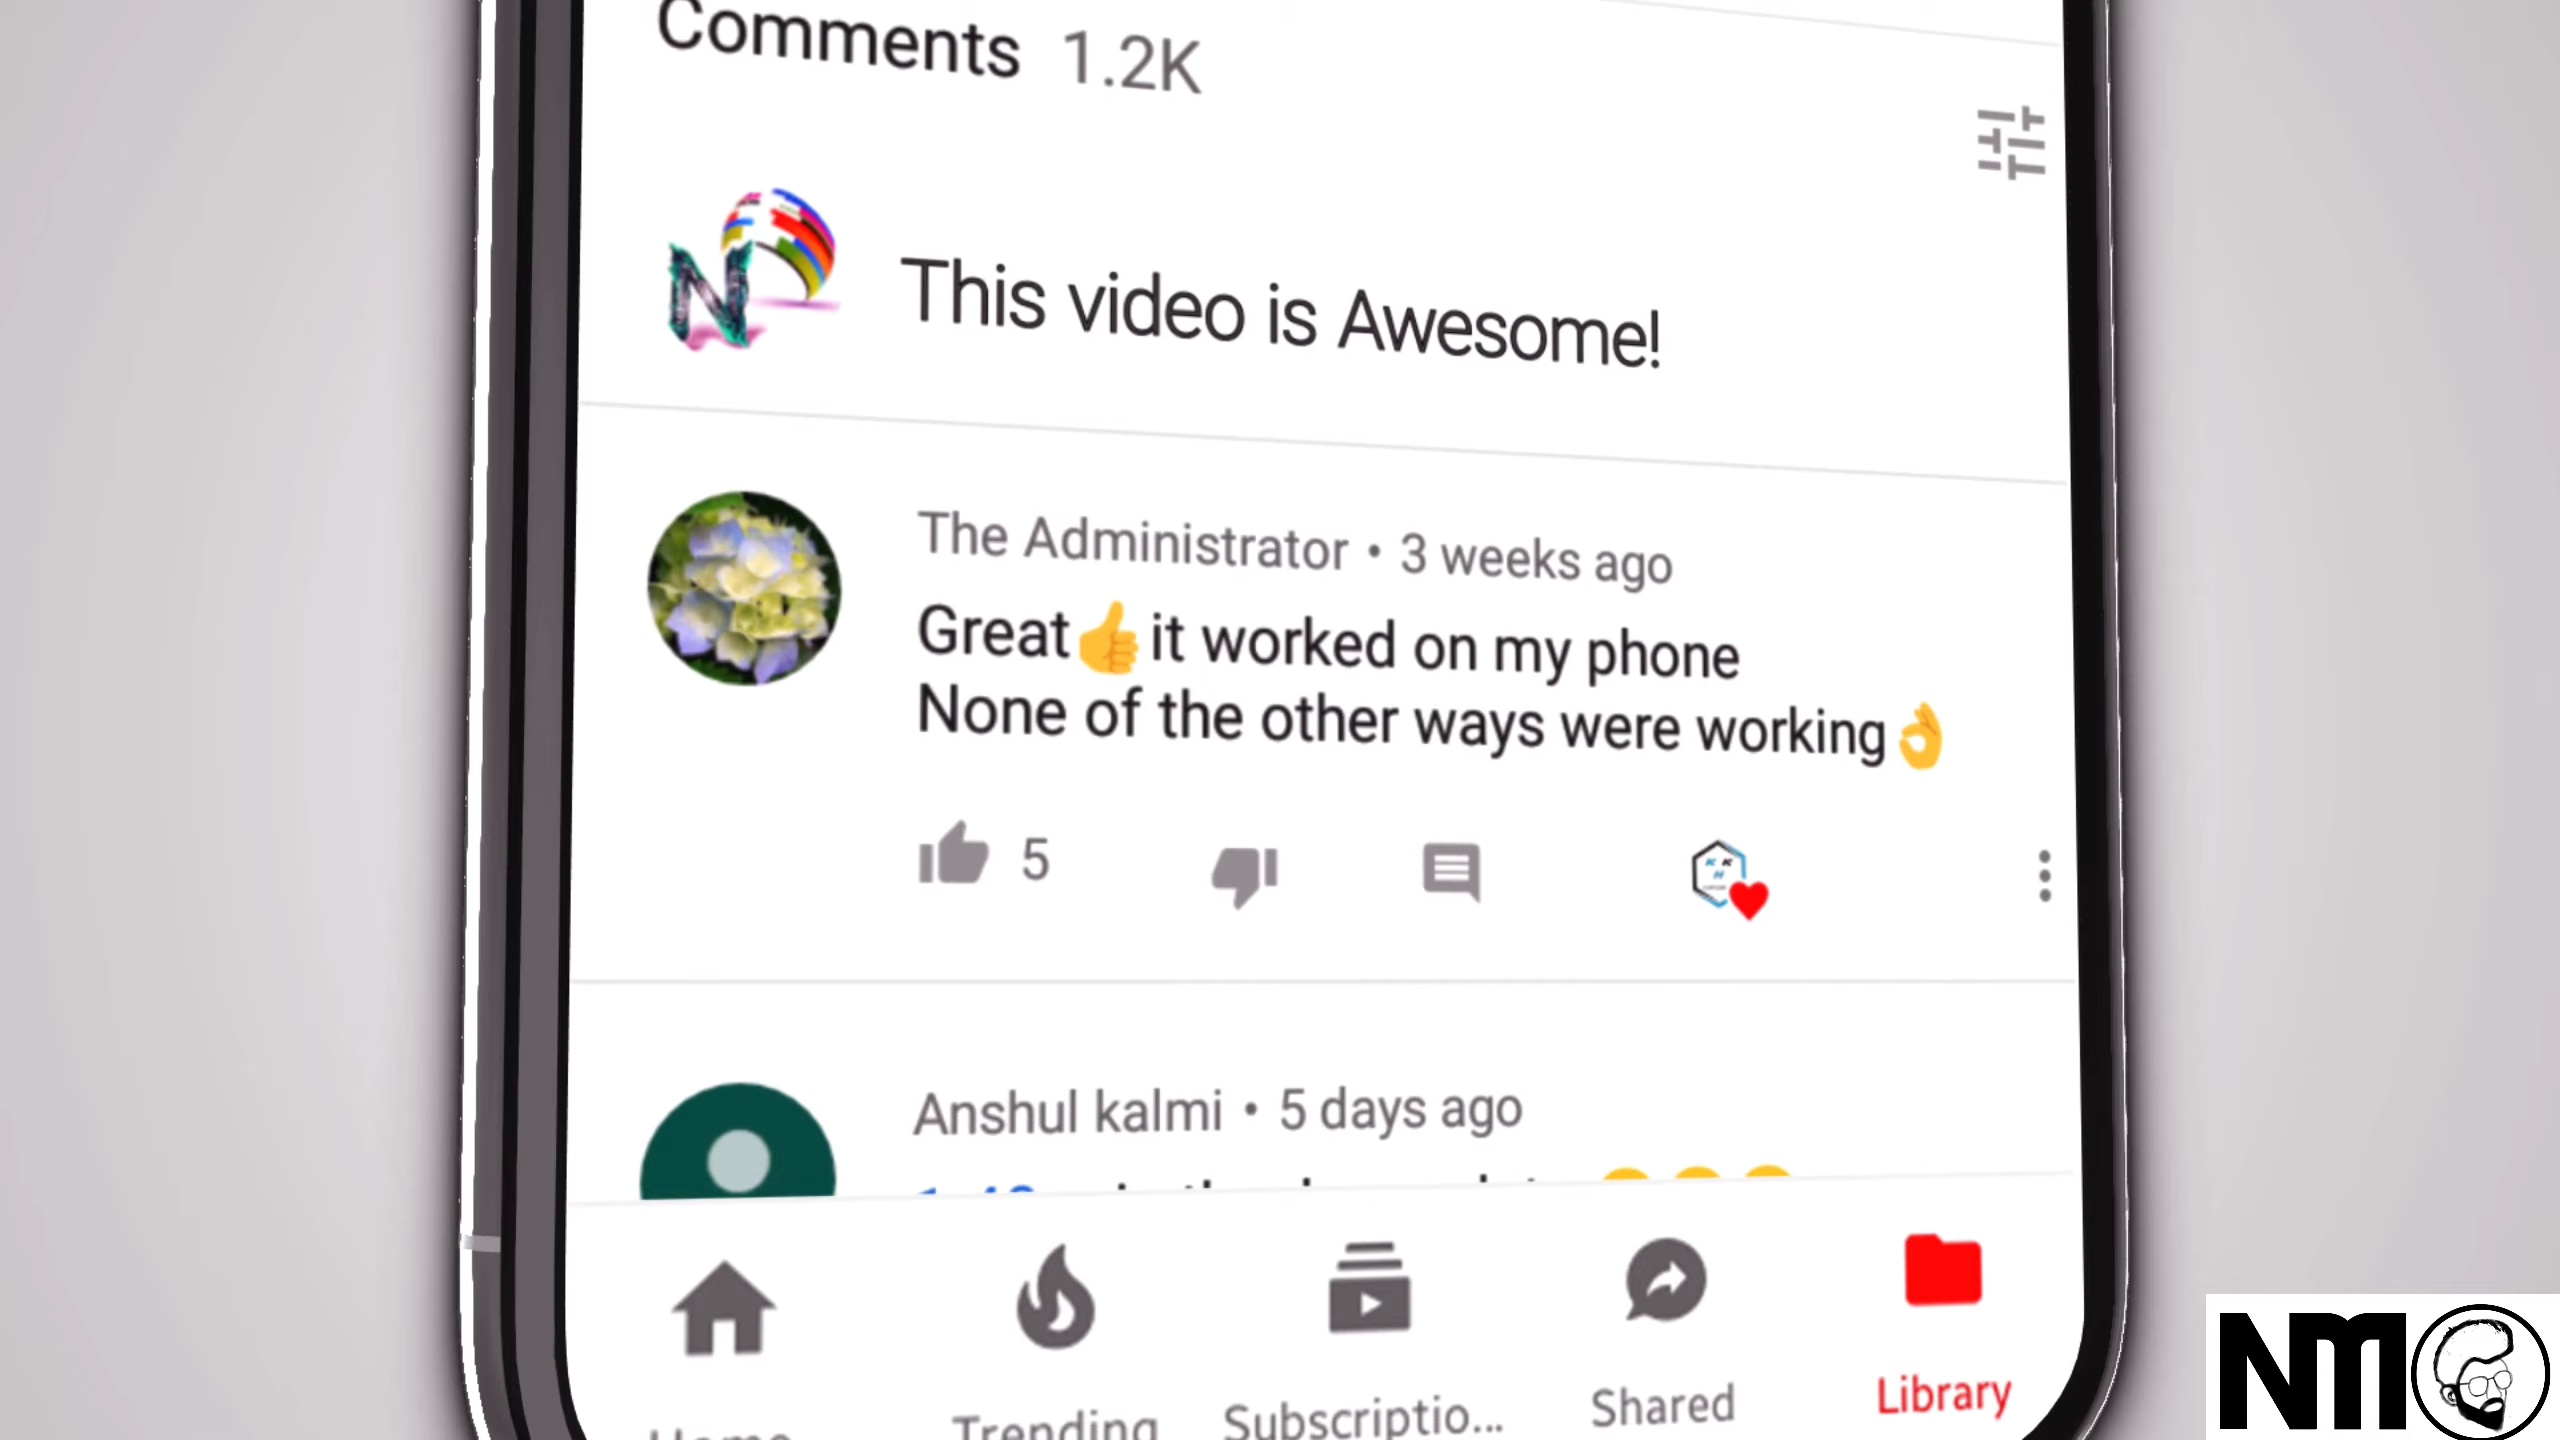 Comments 1.2K
This video is Awesome!
The Administrator • 3 weeks ago
Great👍it worked on my phone
None of the other ways were working👌
5
Anshul kalmi • 5 days ago
Home Trending Subscriptio... Shared Library
NM